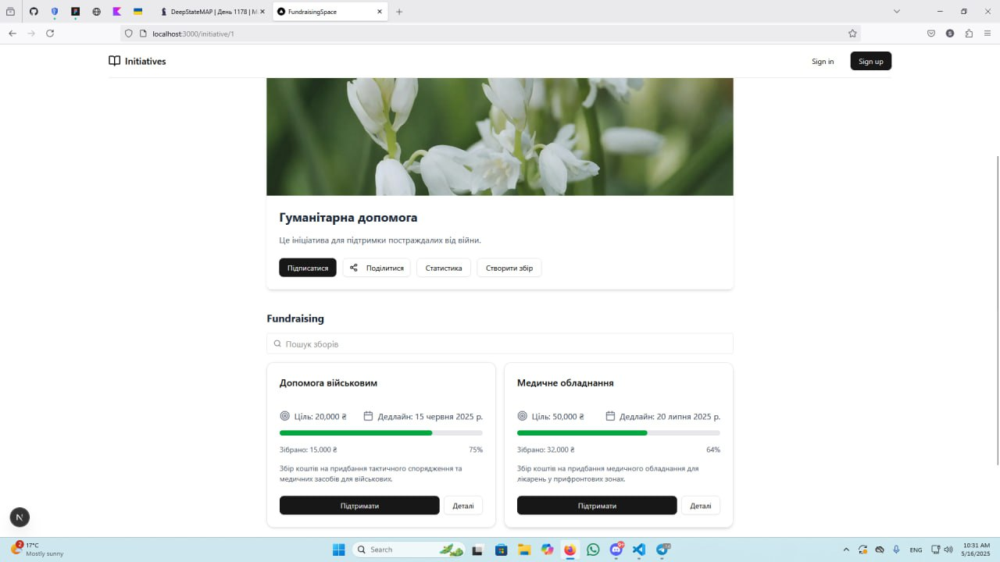 DeepStateMAP | День 1178 | М
FundraisingSpace
localhost:3000/initiative/1
Initiatives
Sign in
Sign up
Гуманітарна допомога
Це ініціатива для підтримки постраждалих від війни.
Підписатися
Поділитися
Статистика
Створити збір
Fundraising
Пошук зборів
Допомога військовим
Ціль: 20,000 ₴
Дедлайн: 15 червня 2025 р.
Зібрано: 15,000 ₴
75%
Збір коштів на придбання тактичного спорядження та
медичних засобів для військових.
Підтримати
Деталі
Медичне обладнання
Ціль: 50,000 ₴
Дедлайн: 20 липня 2025 р.
Зібрано: 32,000 ₴
64%
Збір коштів на придбання медичного обладнання для
лікарень у прифронтових зонах.
Підтримати
Деталі
N
2
17°C
Mostly sunny
Search
ENG
10:31 AM
5/16/2025